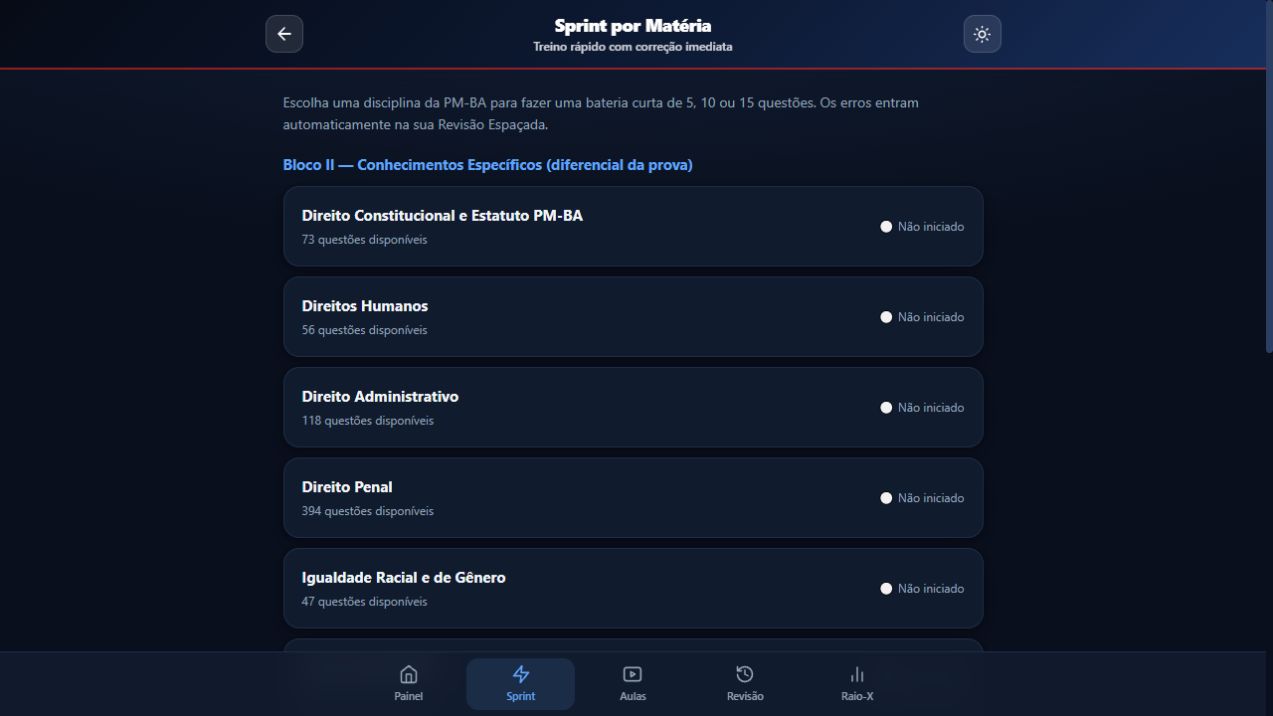 Sprint por Matéria
Treino rápido com correção imediata
Escolha uma disciplina da PM-BA para fazer uma bateria curta de 5, 10 ou 15 questões. Os erros entram
automaticamente na sua Revisão Espaçada.
Bloco II — Conhecimentos Específicos (diferencial da prova)
Direito Constitucional e Estatuto PM-BA
73 questões disponíveis
Não iniciado
Direitos Humanos
56 questões disponíveis
Não iniciado
Direito Administrativo
118 questões disponíveis
Não iniciado
Direito Penal
394 questões disponíveis
Não iniciado
Igualdade Racial e de Gênero
47 questões disponíveis
Não iniciado
Painel
Sprint
Aulas
Revisão
Raio-X